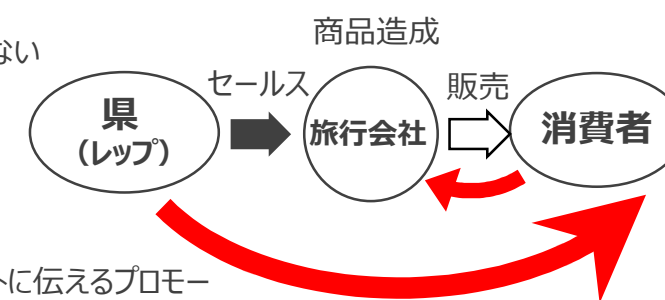 ない
商品造成
セールス
販売
県
（レップ）
旅行会社
消費者
トに伝えるプロモー